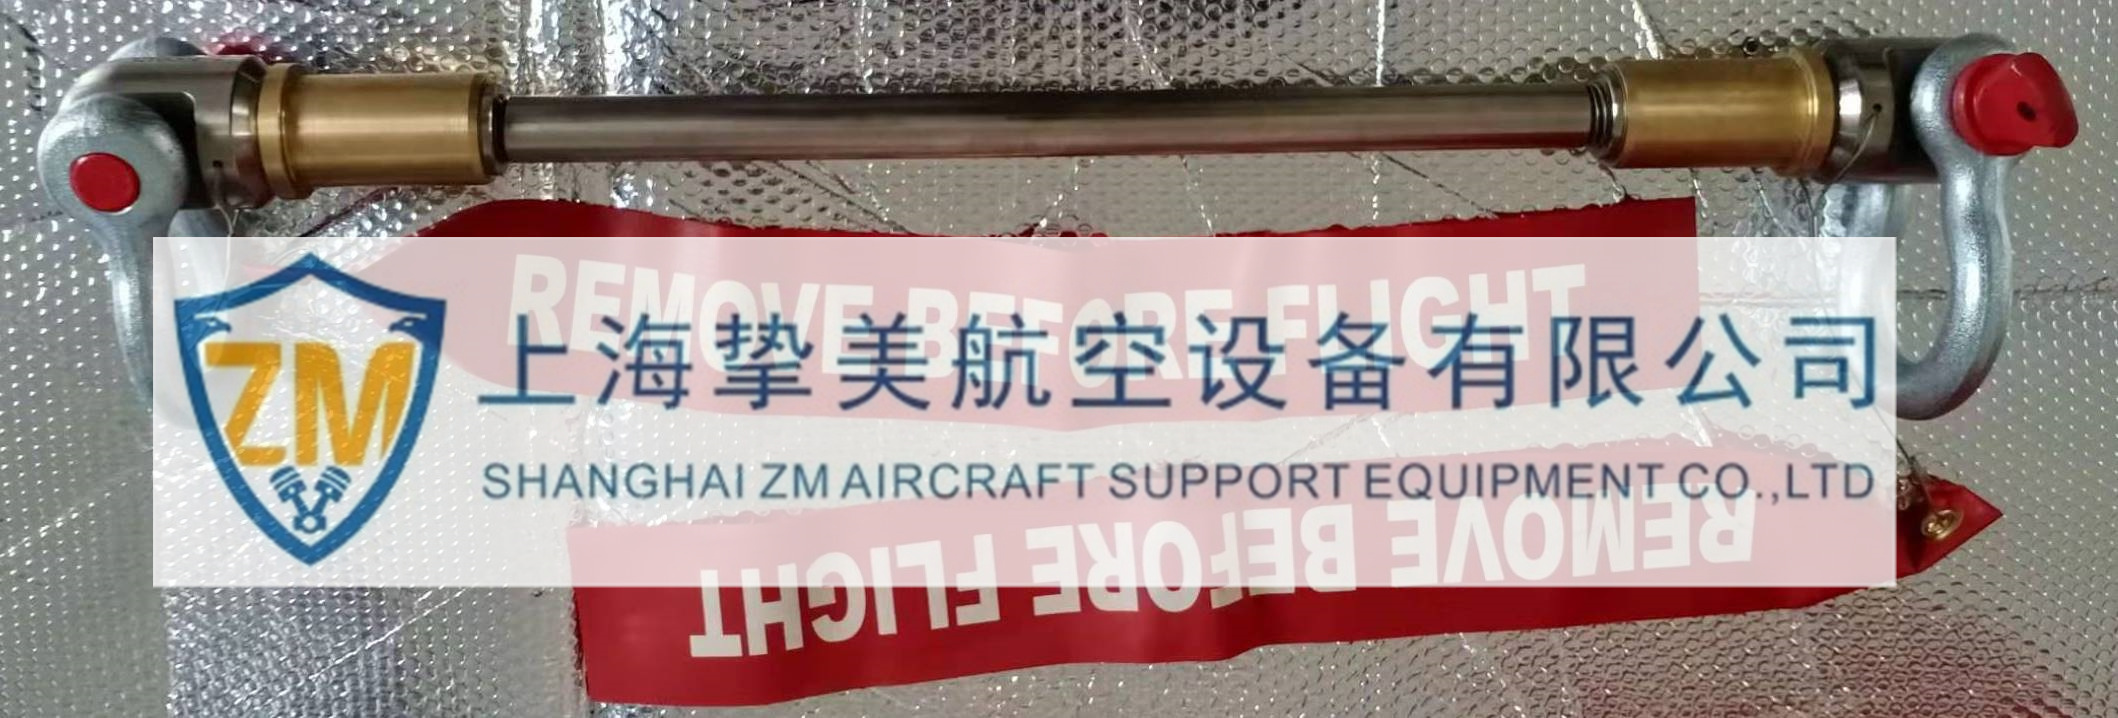 REMOVE BEFORE FLIGHT
ZM
上海挚美航空设备有限公司
SHANGHAI ZM AIRCRAFT SUPPORT EQUIPMENT CO.,LTD
REMOVE BEFORE FLIGHT